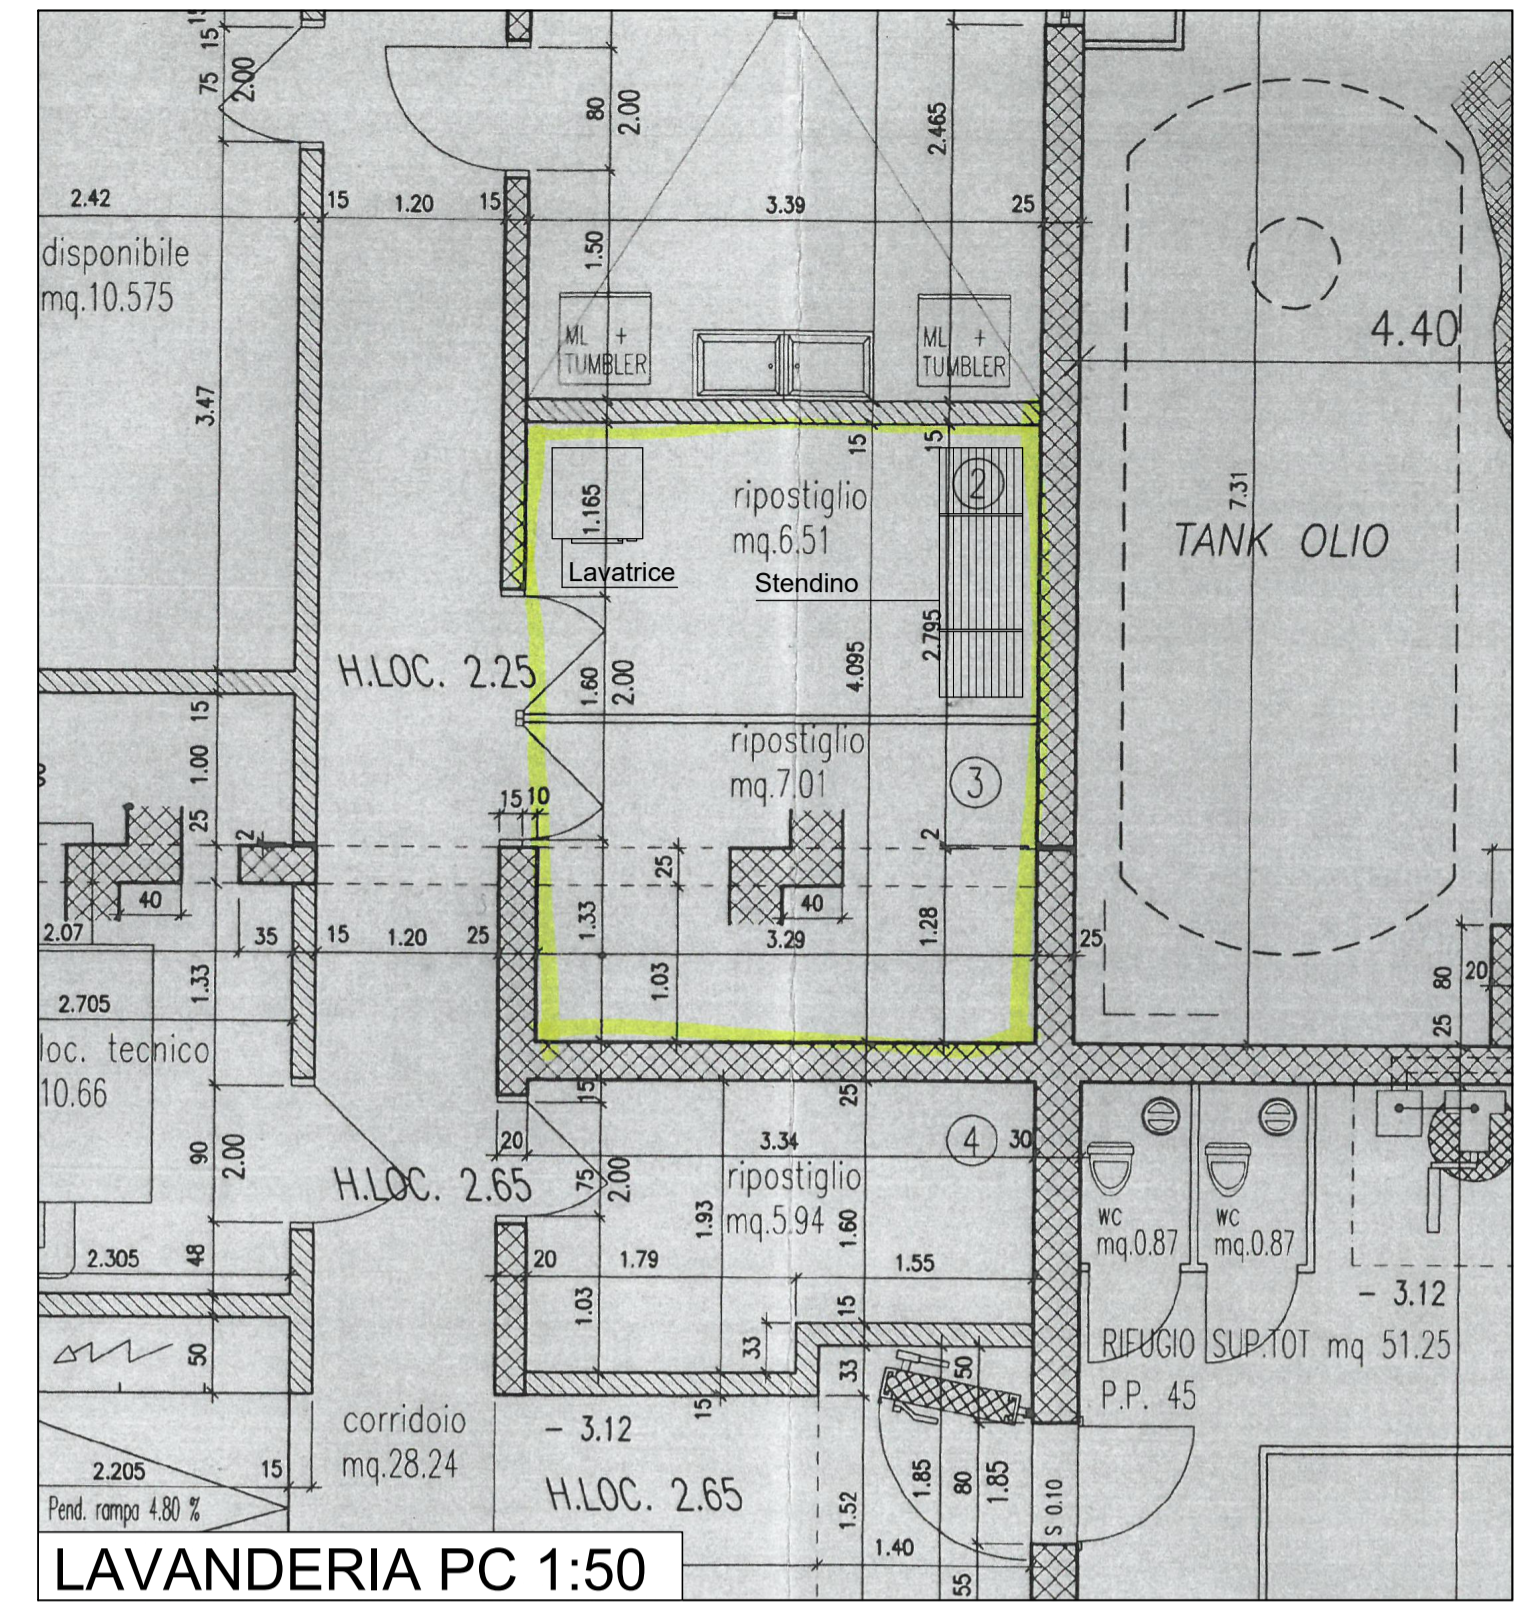 15
15
75
2.00
80
2.00
2.465
2.42
15
1.20
15
3.39
25
disponibile
mq.10.575
1.50
ML +
TUMBLER
ML +
TUMBLER
4.40
3.47
15
15
2
ripostiglio
mq.6.51
1.165
7.31
TANK OLIO
Lavatrice
Stendino
2.795
H.LOC. 2.25
1.60
2.00
4.095
15
ripostiglio
mq.7.01
3
1.00
15 10
25
2
2
25
40
40
2.07
35
15
1.20
25
1.33
3.29
1.28
25
1.33
1.03
80
20
25
2.705
loc. tecnico
10.66
15
25
4
20
3.34
30
90
2.00
H.LOC. 2.65
75
2.00
ripostiglio
mq.5.94
1.93
1.60
wc
mq.0.87
wc
mq.0.87
2.305
48
20
1.79
1.55
- 3.12
1.03
15
33
50
33
50
RIFUGIO SUP.TOT mq 51.25
P.P. 45
15
corridoio
mq.28.24
- 3.12
2.205
15
H.LOC. 2.65
1.85
80
1.85
S 0.10
1.52
Pend. rampa 4.80 %
1.40
55
LAVANDERIA PC 1:50